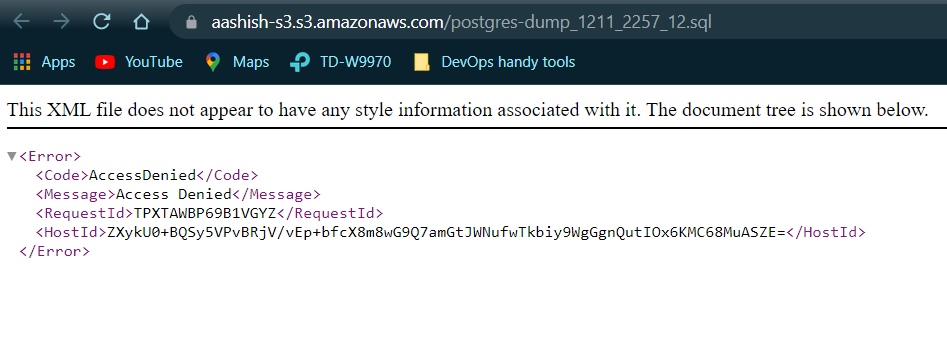 aashish-s3.s3.amazonaws.com/postgres-dump_1211_2257_12.sql
Apps YouTube Maps TD-W9970 DevOps handy tools
This XML file does not appear to have any style information associated with it. The document tree is shown below.
<Error>
<Code>AccessDenied</Code>
<Message>Access Denied</Message>
<RequestId>TPXTAWBP69B1VGYZ</RequestId>
<HostId>ZXykU0+BQSy5VPvBRjV/vEp+bfcX8m8wG9Q7amGtJWNufwTkbiy9WgGgnQutIOx6KMC68MuASZE=</HostId>
</Error>